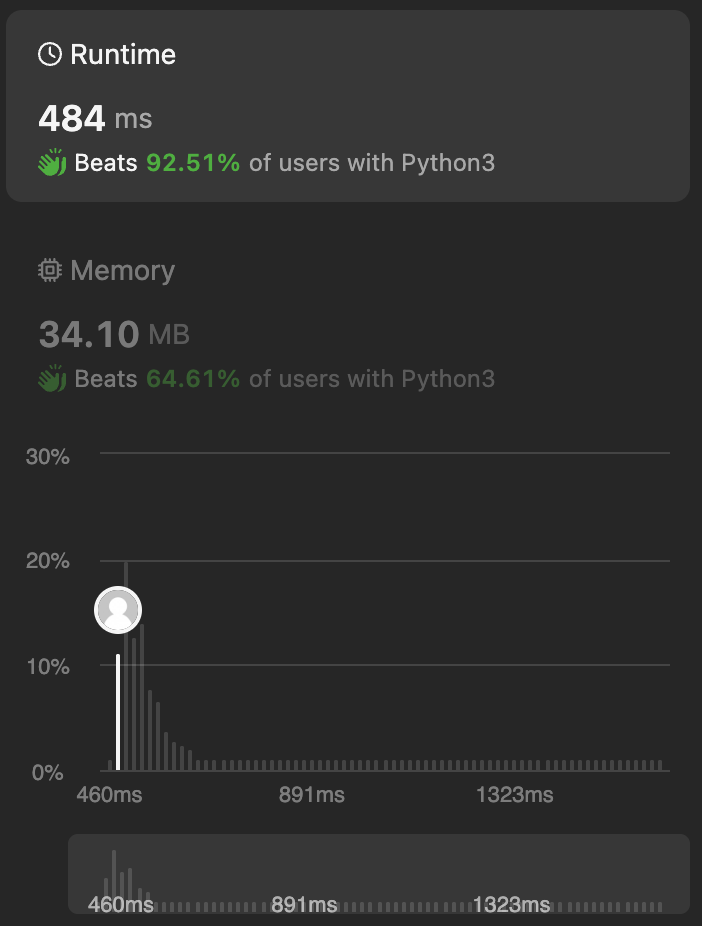 Runtime
484 ms
Beats 92.51% of users with Python3
Memory
34.10 MB
Beats 64.61% of users with Python3
30%
20%
10%
0%
460ms 891ms 1323ms
460ms 891ms 1323ms